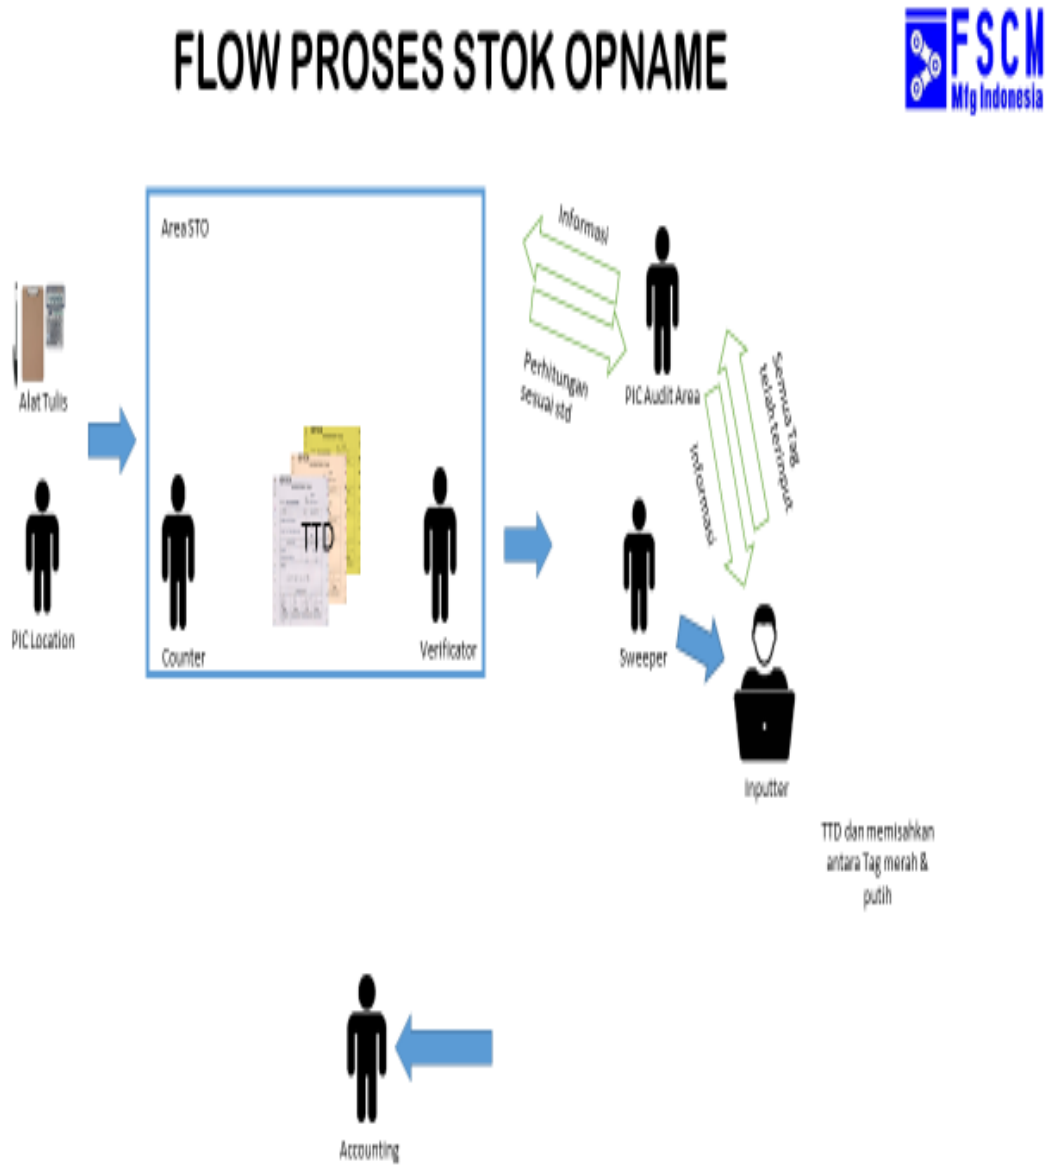 FLOW PROSES STOK OPNAME
FSCM
Mfg Indonesia
Area STO
Informasi
Alat Tulis
Perhitungan
sesuai std
PIC Audit Area
Semua Tag
telah terinput
Informasi
TTD
PIC Location
Counter
Verificator
Sweeper
Inputter
TTD dan memisahkan
antara Tag merah &
putih
Accounting